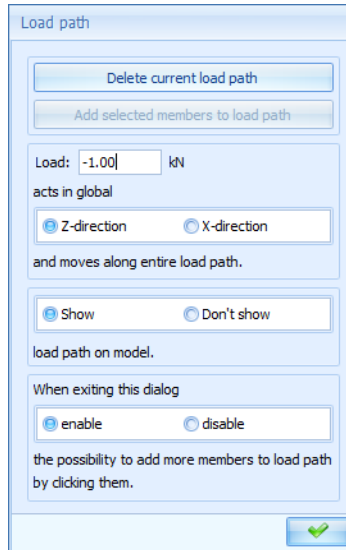 Load path
Delete current load path
Add selected members to load path
Load: -1.00 kN
acts in global
Z-direction X-direction
and moves along entire load path.
Show Don't show
load path on model.
When exiting this dialog
enable disable
the possibility to add more members to load path
by clicking them.